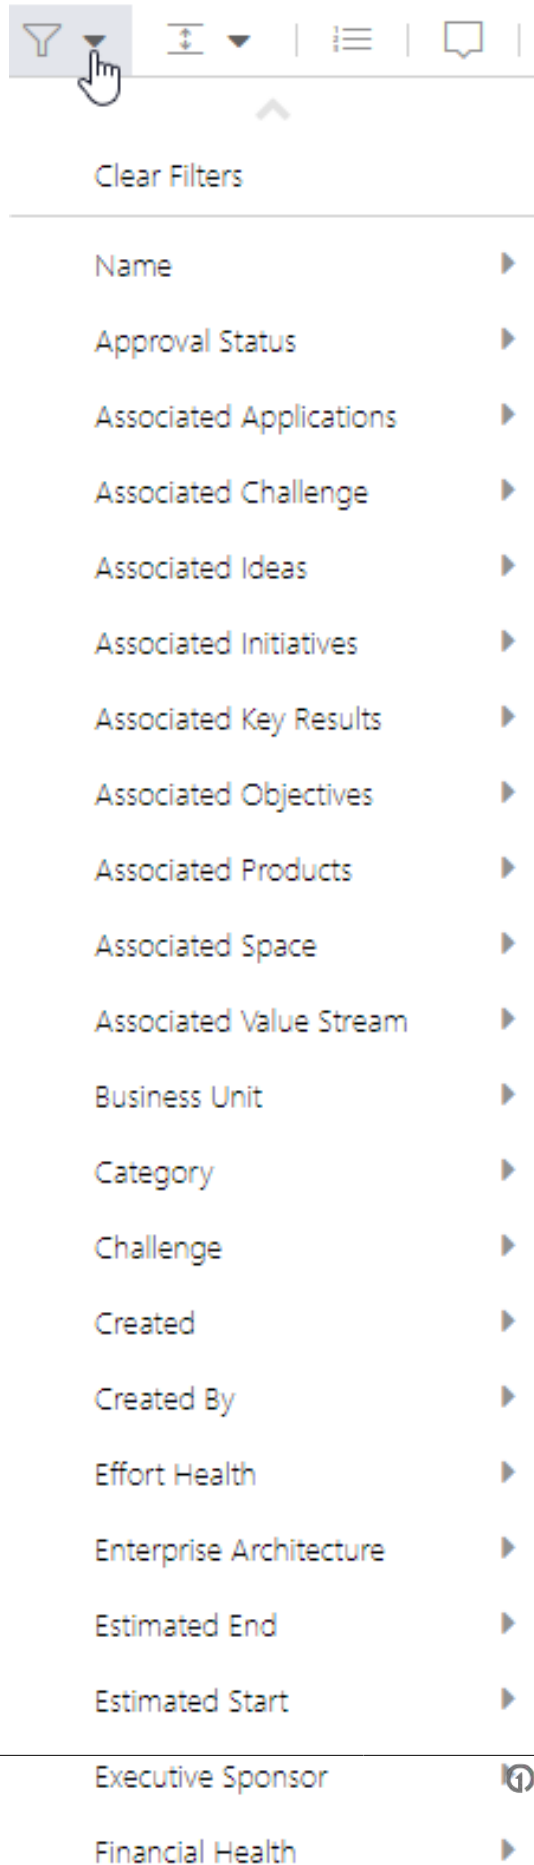 Clear Filters
Name
Approval Status
Associated Applications
Associated Challenge
Associated Ideas
Associated Initiatives
Associated Key Results
Associated Objectives
Associated Products
Associated Space
Associated Value Stream
Business Unit
Category
Challenge
Created
Created By
Effort Health
Enterprise Architecture
Estimated End
Estimated Start
Executive Sponsor
Financial Health